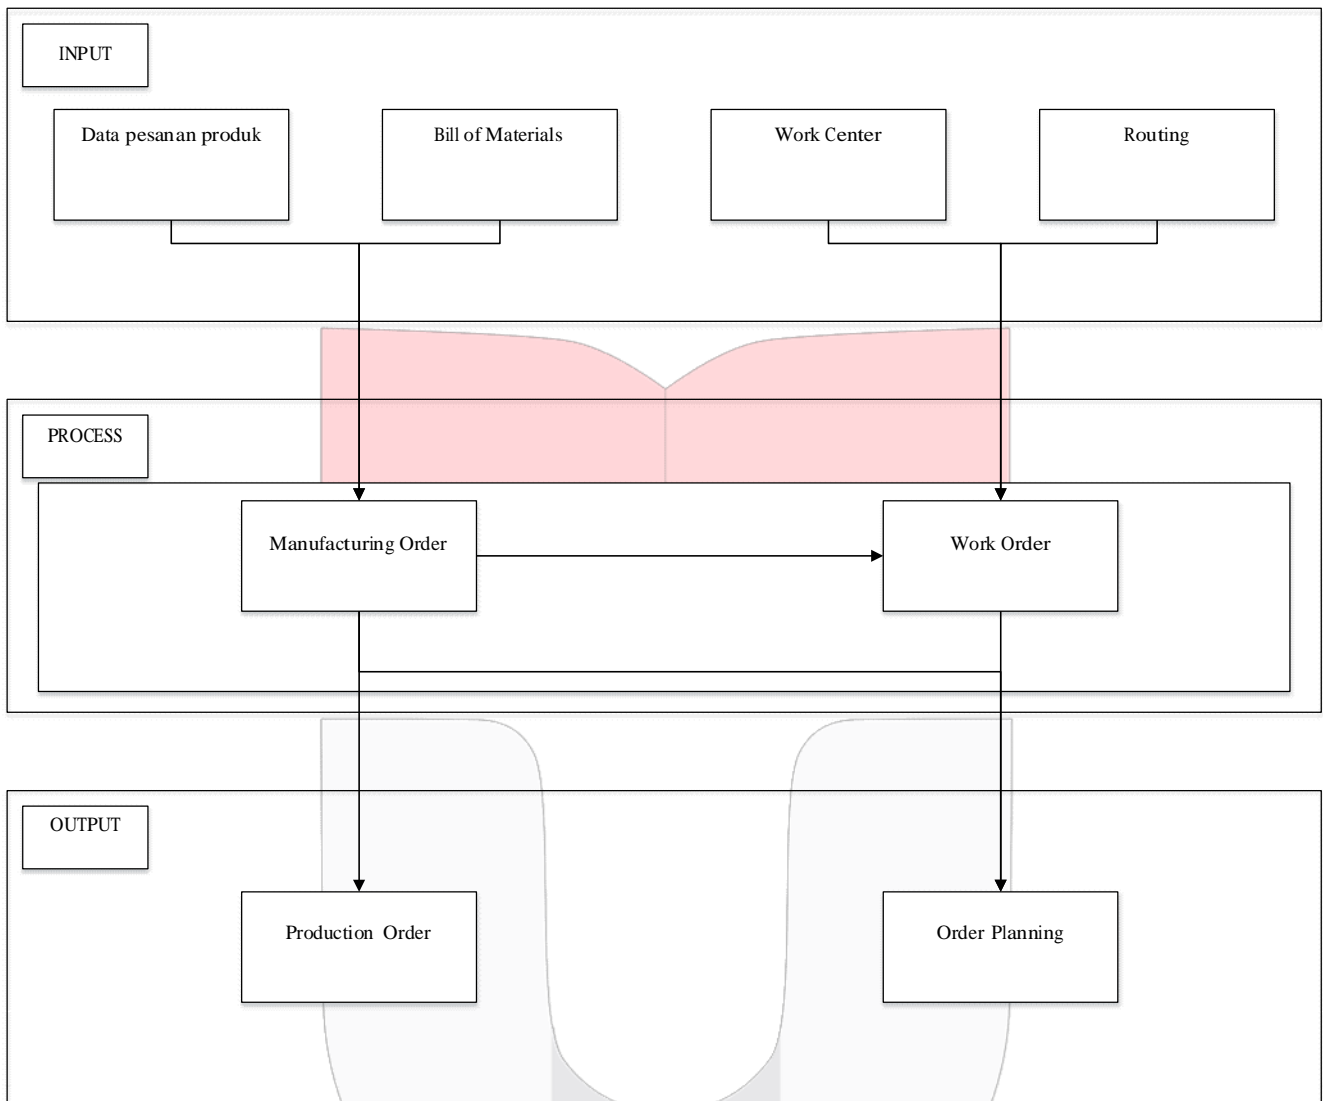 INPUT
Data pesanan produk
Bill of Materials
Work Center
Routing
PROCESS
Manufacturing Order
Work Order
OUTPUT
Production Order
Order Planning